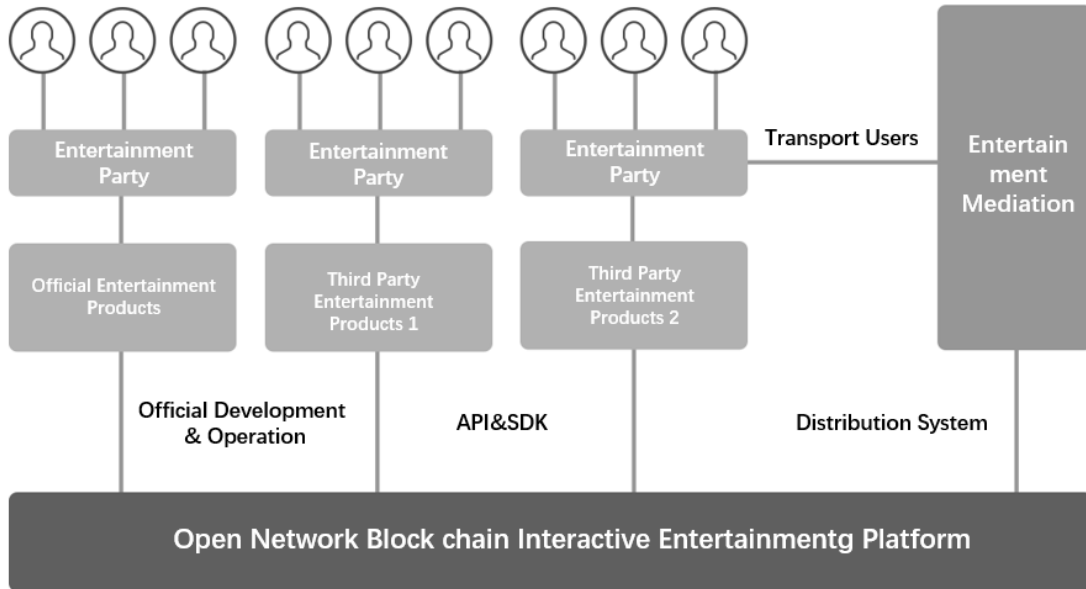 Entertainment
Party
Entertainment
Party
Entertainment
Party
Transport Users
Entertain
ment
Mediation
Official Entertainment
Products
Third Party
Entertainment
Products 1
Third Party
Entertainment
Products 2
Official Development
& Operation
API&SDK
Distribution System
Open Network Block chain Interactive Entertainmentg Platform